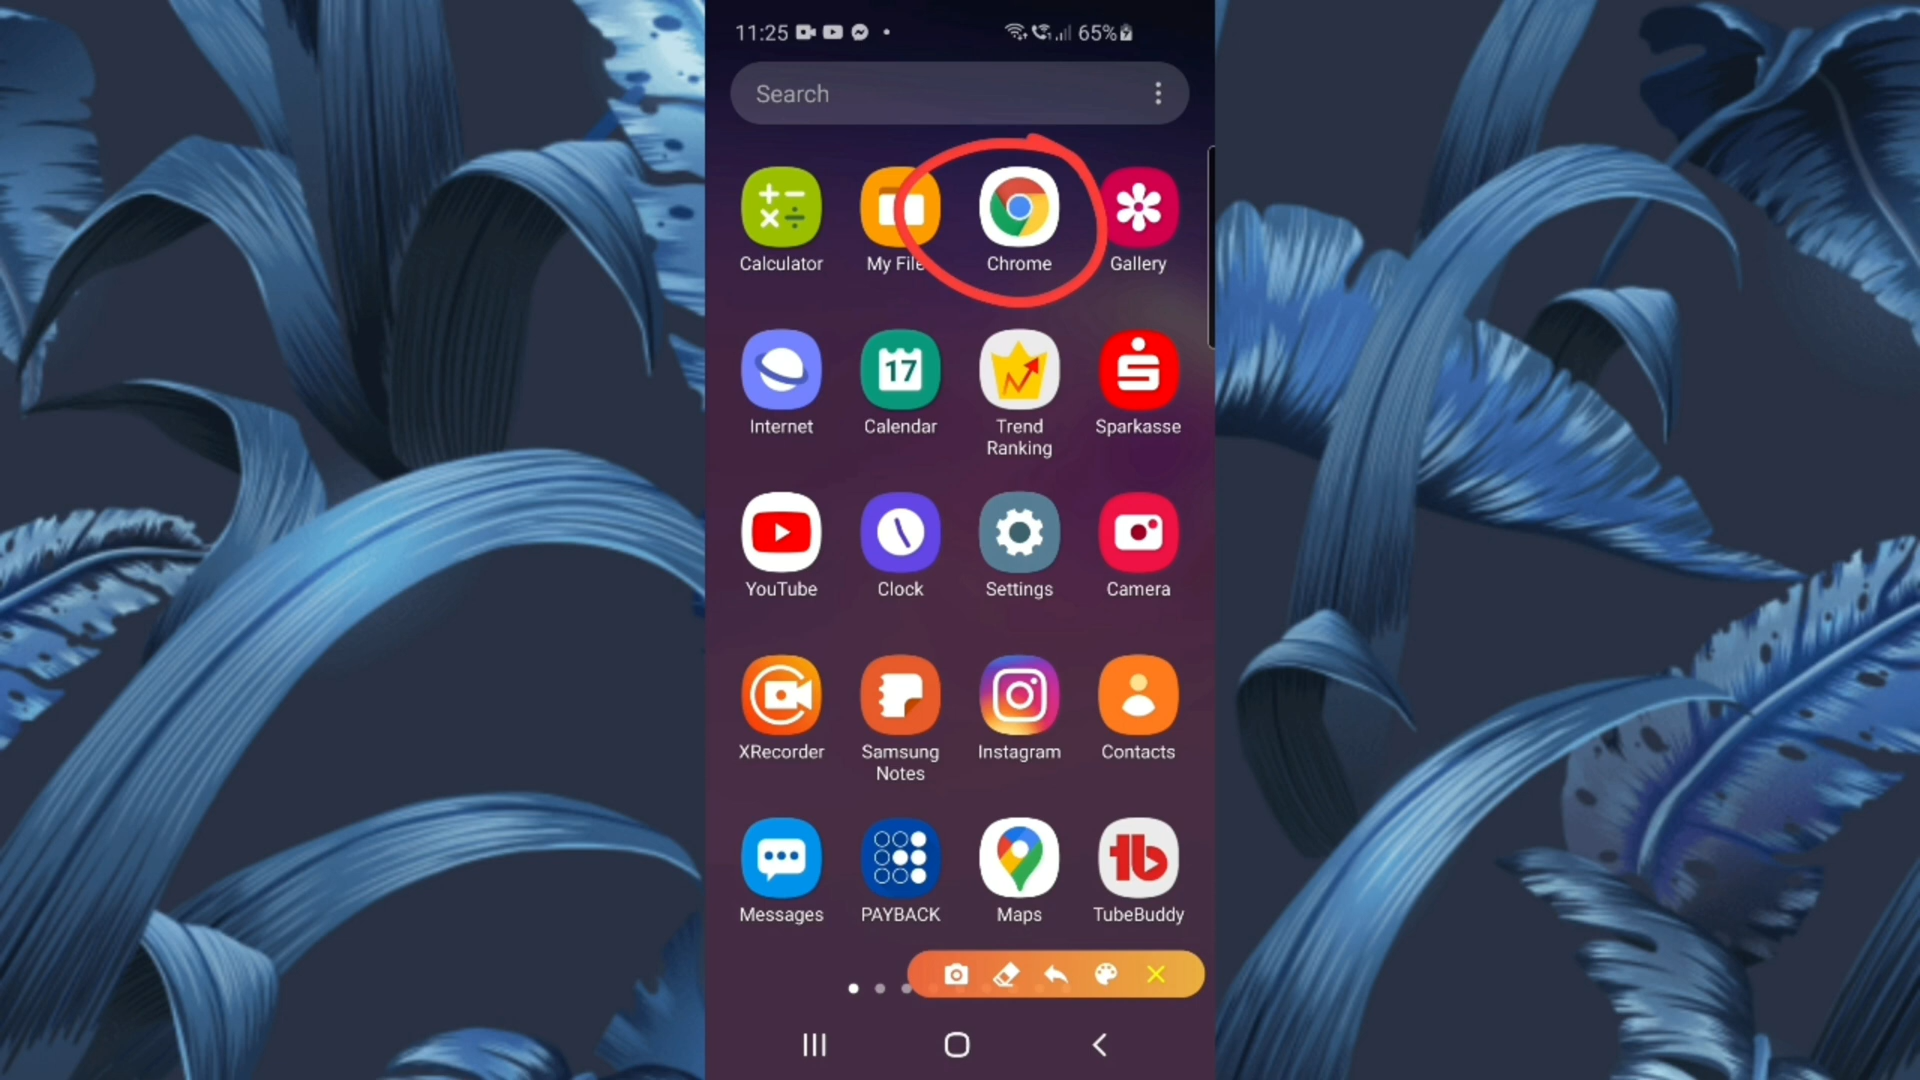 11:25 65%
Search
Calculator My File Chrome Gallery
17
Internet Calendar Trend Sparkasse
Ranking
YouTube Clock Settings Camera
XRecorder Samsung Instagram Contacts
Notes
Messages PAYBACK Maps TubeBuddy